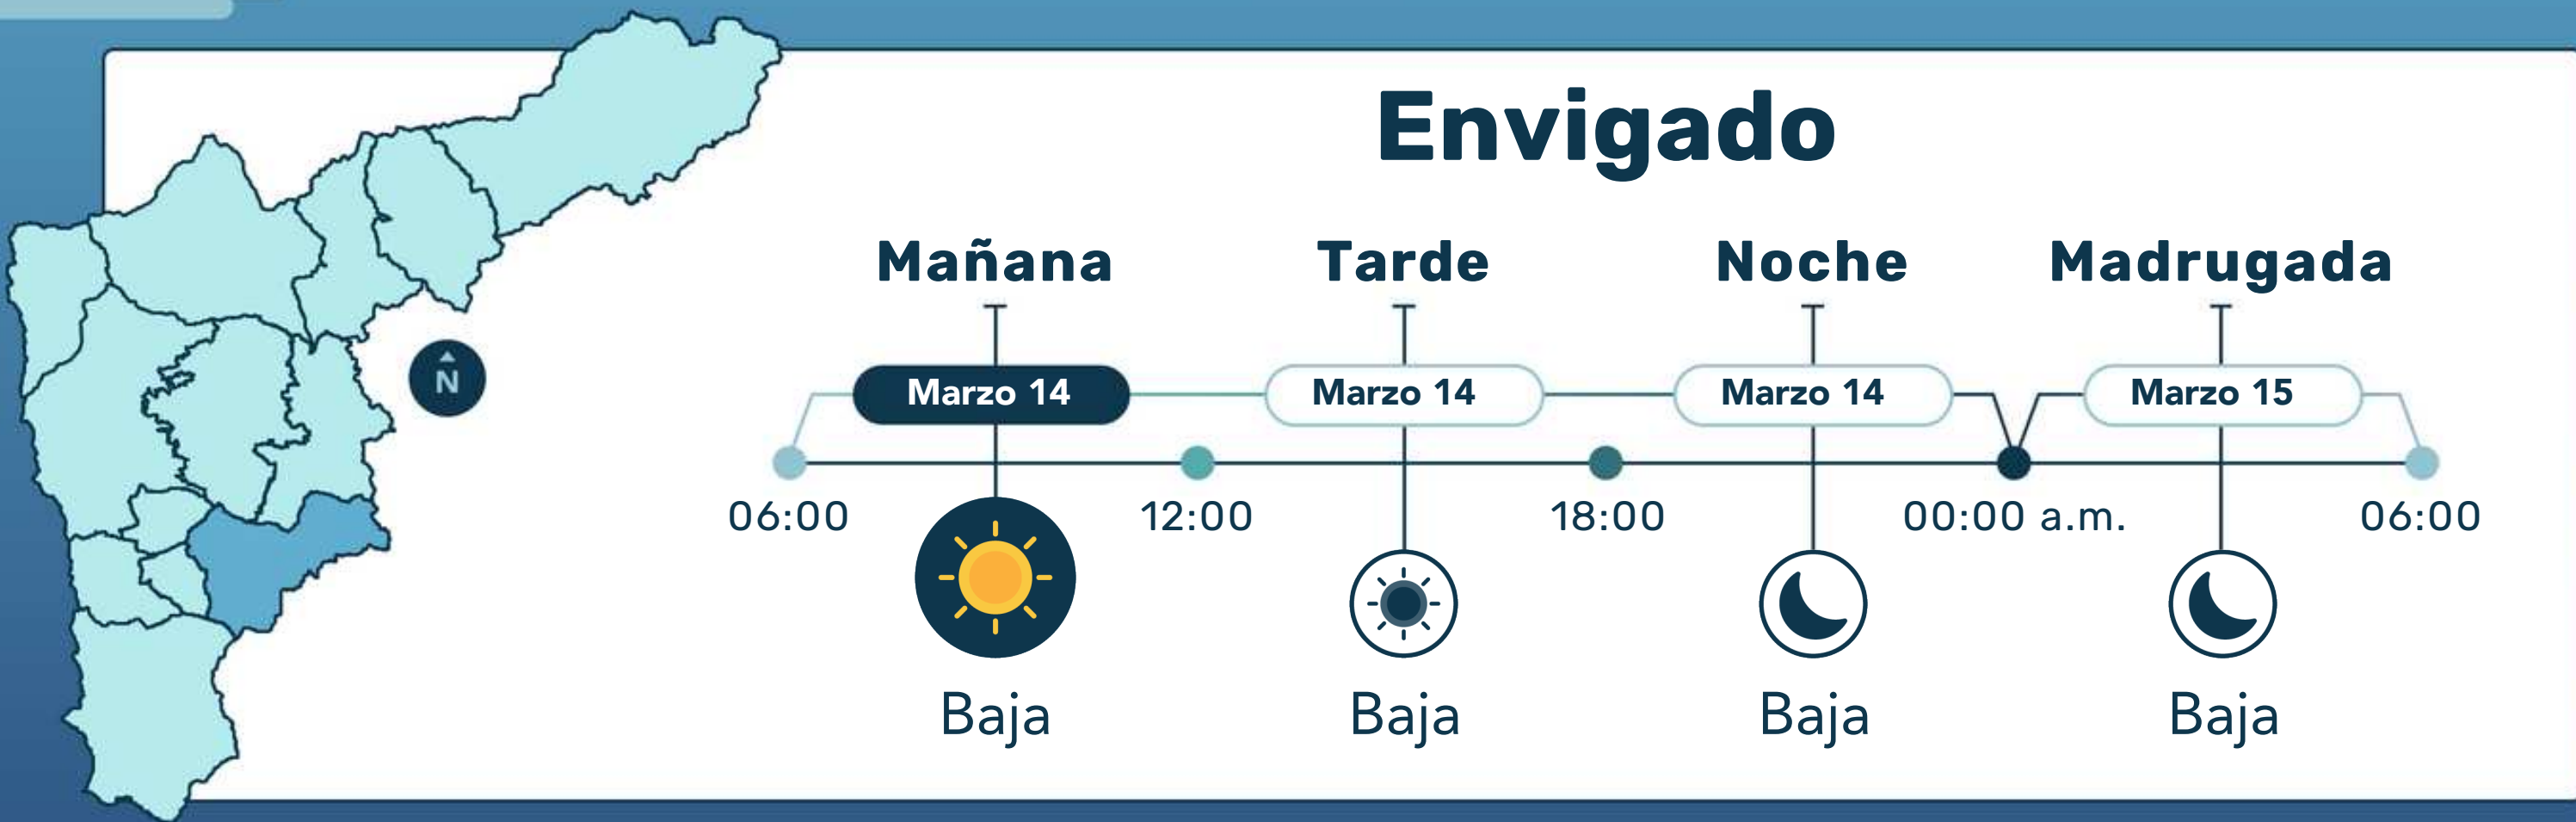 Envigado
Mañana Tarde Noche Madrugada
Marzo 14 Marzo 14 Marzo 14 Marzo 15
N
06:00 12:00 18:00 00:00 a.m. 06:00
Baja Baja Baja Baja